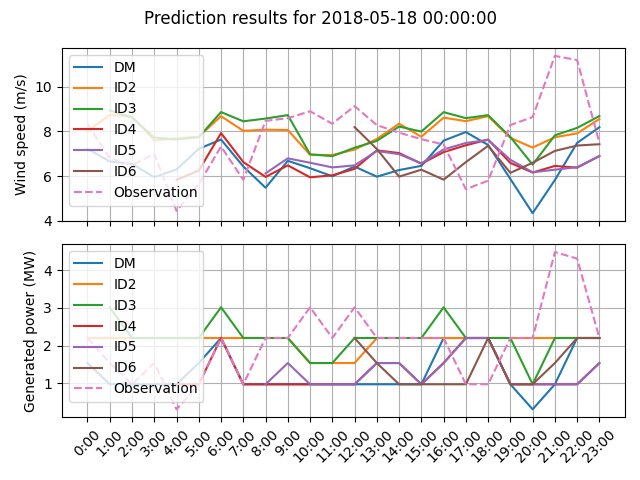 Prediction results for 2018-05-18 00:00:00
Wind speed (m/s)
10
8
6
4
DM
ID2
ID3
ID4
ID5
ID6
Observation
Generated power (MW)
4
3
2
1
DM
ID2
ID3
ID4
ID5
ID6
Observation
0:00 1:00 2:00 3:00 4:00 5:00 6:00 7:00 8:00 9:00 10:00 11:00 12:00 13:00 14:00 15:00 16:00 17:00 18:00 19:00 20:00 21:00 22:00 23:00